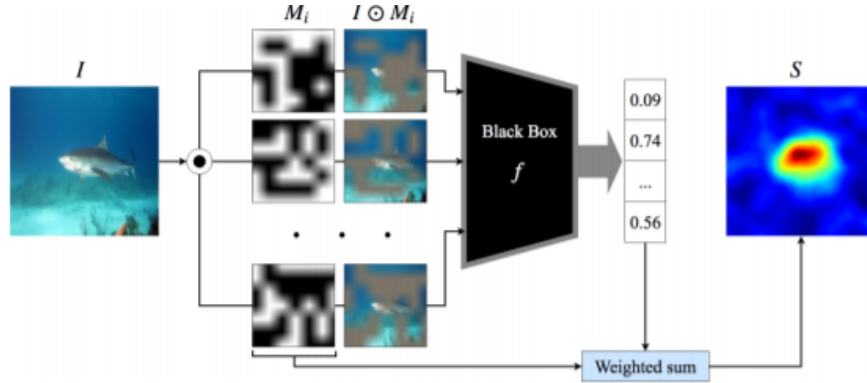 I
M_i
I ⊙ M_i
Black Box
f
0.09
0.74
...
0.56
S
Weighted sum